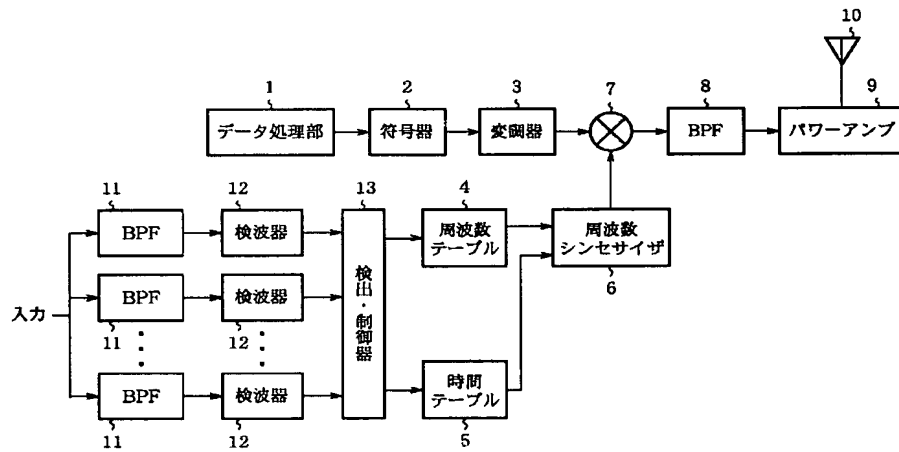 10
1
2
3
7
8
9
データ処理部
符号器
変調器
BPF
パワーアンプ
11
12
13
4
BPF
検波器
周波数
テーブル
周波数
シンセサイザ
6
入力
BPF
検波器
検出・制御器
11
12
BPF
検波器
時間
テーブル
11
12
5